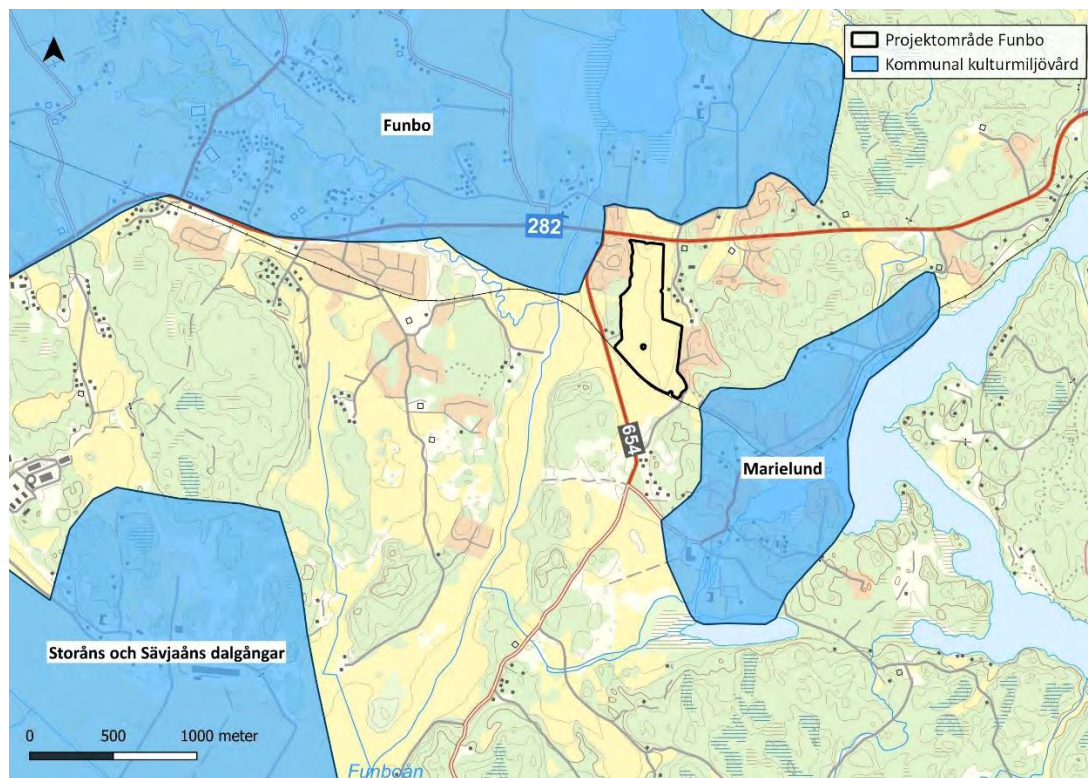 Projektområde Funbo
Kommunal kulturmiljövård
Funbo
282
654
Marielund
Storåns och Sävjaåns dalgångar
0 500 1000 meter
Funboån